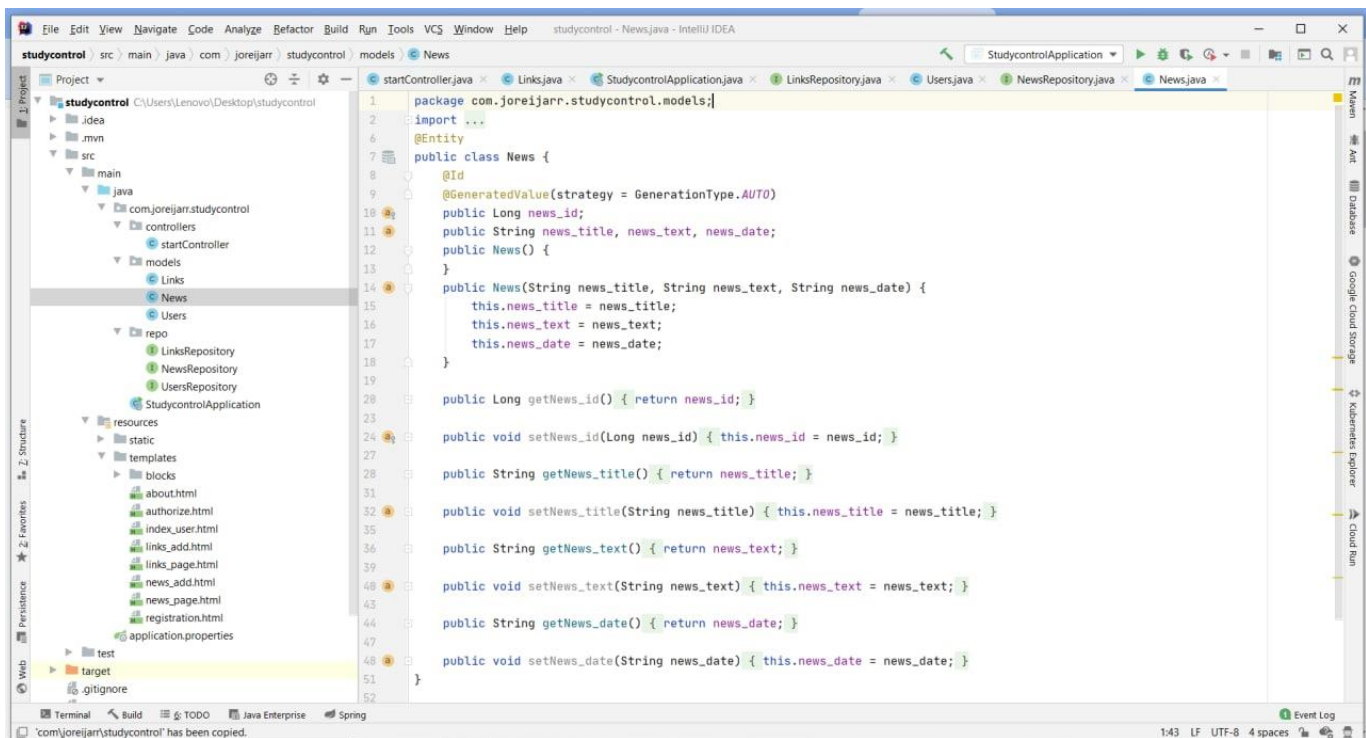 File Edit View Navigate Code Analyze Refactor Build Run Tools VCS Window Help studycontrol - News.java - IntelliJ IDEA
studycontrol src main java com joreijarr studycontrol models News StudycontrolApplication
Project
startController.java Links.java StudycontrolApplication.java LinksRepository.java Users.java NewsRepository.java News.java
studycontrol C:\Users\Lenovo\Desktop\studycontrol
.idea
.mvn
src
main
java
com.joreijarr.studycontrol
controllers
startController
models
Links
News
Users
repo
LinksRepository
NewsRepository
UsersRepository
StudycontrolApplication
resources
static
templates
blocks
about.html
authorize.html
index_user.html
links_add.html
links_page.html
news_add.html
news_page.html
registration.html
application.properties
test
target
.gitignore
1 package com.joreijarr.studycontrol.models;
2 import ...
6 @Entity
7 public class News {
8 @Id
9 @GeneratedValue(strategy = GenerationType.AUTO)
10 public Long news_id;
11 public String news_title, news_text, news_date;
12 public News() {
13 }
14 public News(String news_title, String news_text, String news_date) {
15 this.news_title = news_title;
16 this.news_text = news_text;
17 this.news_date = news_date;
18 }
19
20 public Long getNews_id() { return news_id; }
23
24 public void setNews_id(Long news_id) { this.news_id = news_id; }
27
28 public String getNews_title() { return news_title; }
31
32 public void setNews_title(String news_title) { this.news_title = news_title; }
35
36 public String getNews_text() { return news_text; }
39
40 public void setNews_text(String news_text) { this.news_text = news_text; }
43
44 public String getNews_date() { return news_date; }
47
48 public void setNews_date(String news_date) { this.news_date = news_date; }
51 }
52
1: Project
Z: Structure
2: Favorites
Persistence
Web
Maven
Ant
Database
Google Cloud Storage
Kubernetes Explorer
Cloud Run
Terminal Build 6: TODO Java Enterprise Spring 1 Event Log
'com\joreijarr\studycontrol' has been copied. 1:43 LF UTF-8 4 spaces